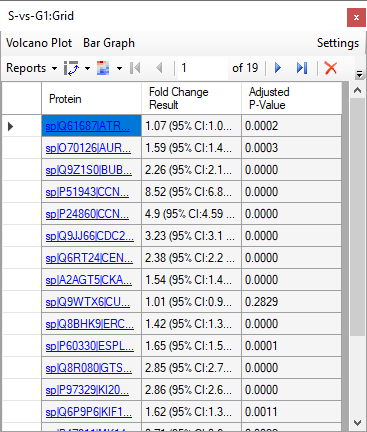 S-vs-G1:Grid
Volcano Plot Bar Graph Settings
Reports 1 of 19
Protein Fold Change Result Adjusted P-Value
sp|Q61687|ATR... 1.07 (95% CI:1.0... 0.0002
sp|O70126|AUR... 1.59 (95% CI:1.4... 0.0003
sp|Q9Z1S0|BUB... 2.26 (95% CI:2.1... 0.0000
sp|P51943|CCN... 8.52 (95% CI:6.8... 0.0000
sp|P24860|CCN... 4.9 (95% CI:4.59 ... 0.0000
sp|Q9JJ66|CDC2... 3.23 (95% CI:3.1 ... 0.0000
sp|Q6RT24|CEN... 2.38 (95% CI:2.2 ... 0.0000
sp|A2AGT5|CKA... 1.54 (95% CI:1.4... 0.0000
sp|Q9WTX6|CU... 1.01 (95% CI:0.9... 0.2829
sp|Q8BHK9|ERC... 1.42 (95% CI:1.3... 0.0000
sp|P60330|ESPL... 1.65 (95% CI:1.5... 0.0001
sp|Q8R080|GTS... 2.85 (95% CI:2.7... 0.0000
sp|P97329|KI20... 2.86 (95% CI:2.6... 0.0000
sp|Q6P9P6|KIF1... 1.62 (95% CI:1.3... 0.0011